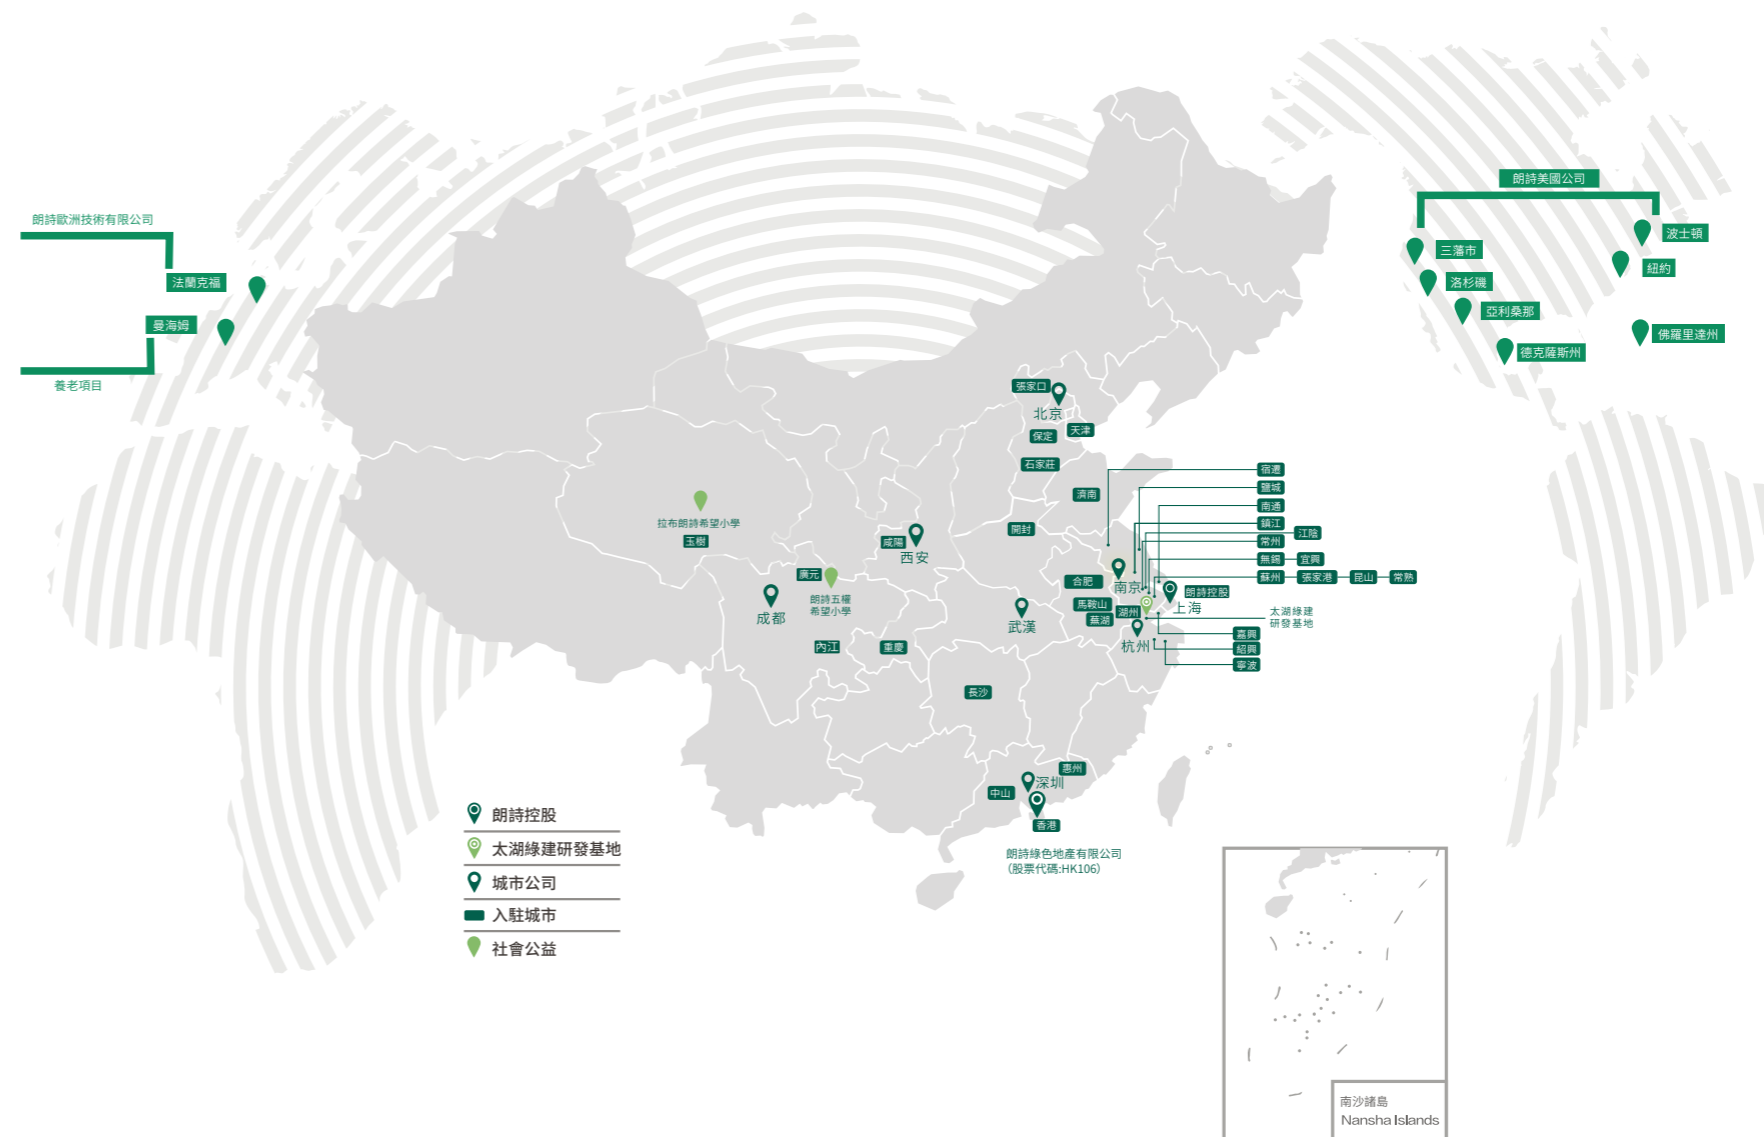 朗詩歐洲技術有限公司
法蘭克福
曼海姆
養老項目
朗詩美國公司
三藩市
洛杉磯
亞利桑那
德克薩斯州
波士頓
紐約
佛羅里達州
張家口
北京
天津
保定
石家莊
濟南
開封
拉布朗詩希望小學
玉樹
咸陽
西安
廣元
朗詩五權
希望小學
成都
內江
重慶
武漢
長沙
合肥
南京
馬鞍山
蕪湖
湖州
杭州
朗詩控股
上海
宿遷
鹽城
南通
鎮江
江陰
常州
無錫
宜興
蘇州
張家港
昆山
常熟
太湖綠建
研發基地
嘉興
紹興
寧波
惠州
深圳
中山
香港
朗詩綠色地產有限公司
(股票代碼:HK106)
朗詩控股
太湖綠建研發基地
城市公司
入駐城市
社會公益
南沙諸島
Nansha Islands